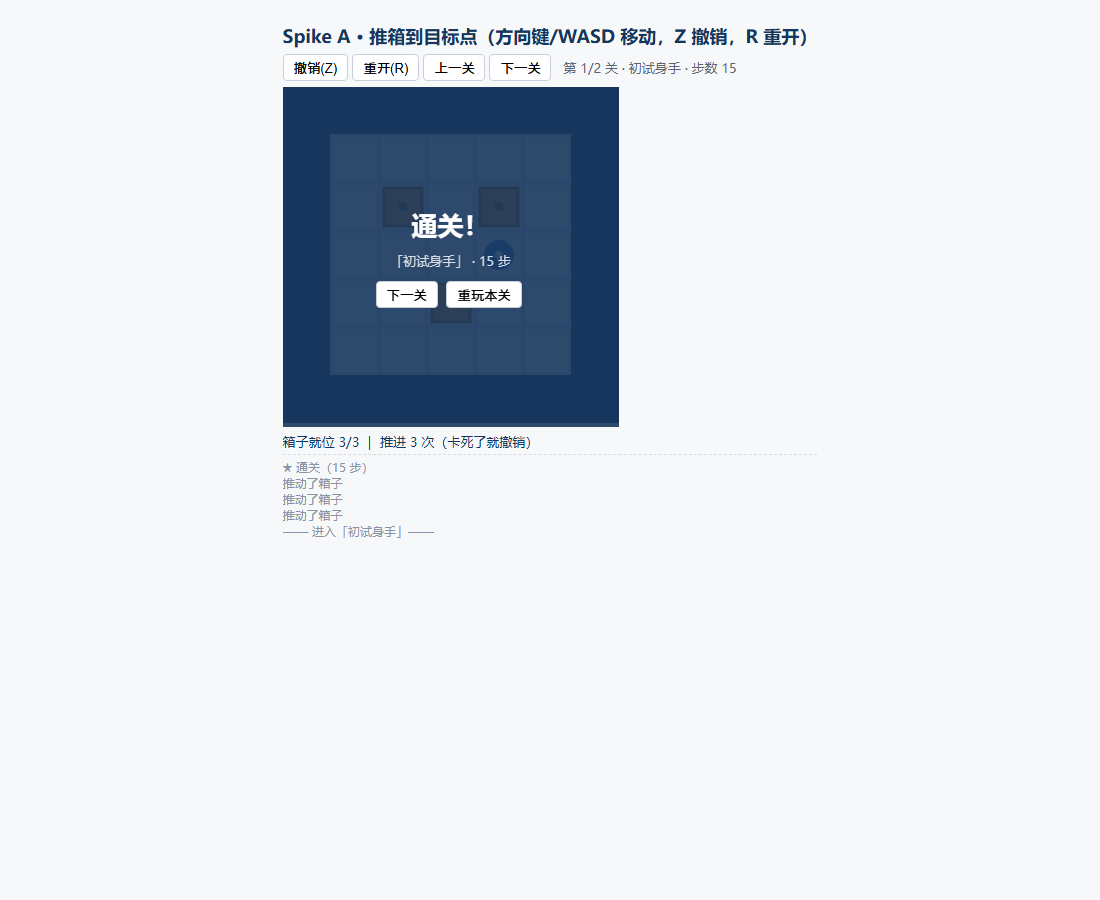 Spike A · 推箱到目标点（方向键/WASD 移动，Z 撤销，R 重开）
撤销(Z) 重开(R) 上一关 下一关 第 1/2 关 · 初试身手 · 步数 15
通关！
「初试身手」 · 15 步
下一关 重玩本关
箱子就位 3/3 ｜ 推进 3 次（卡死了就撤销）
★ 通关（15 步）
推动了箱子
推动了箱子
推动了箱子
—— 进入「初试身手」——